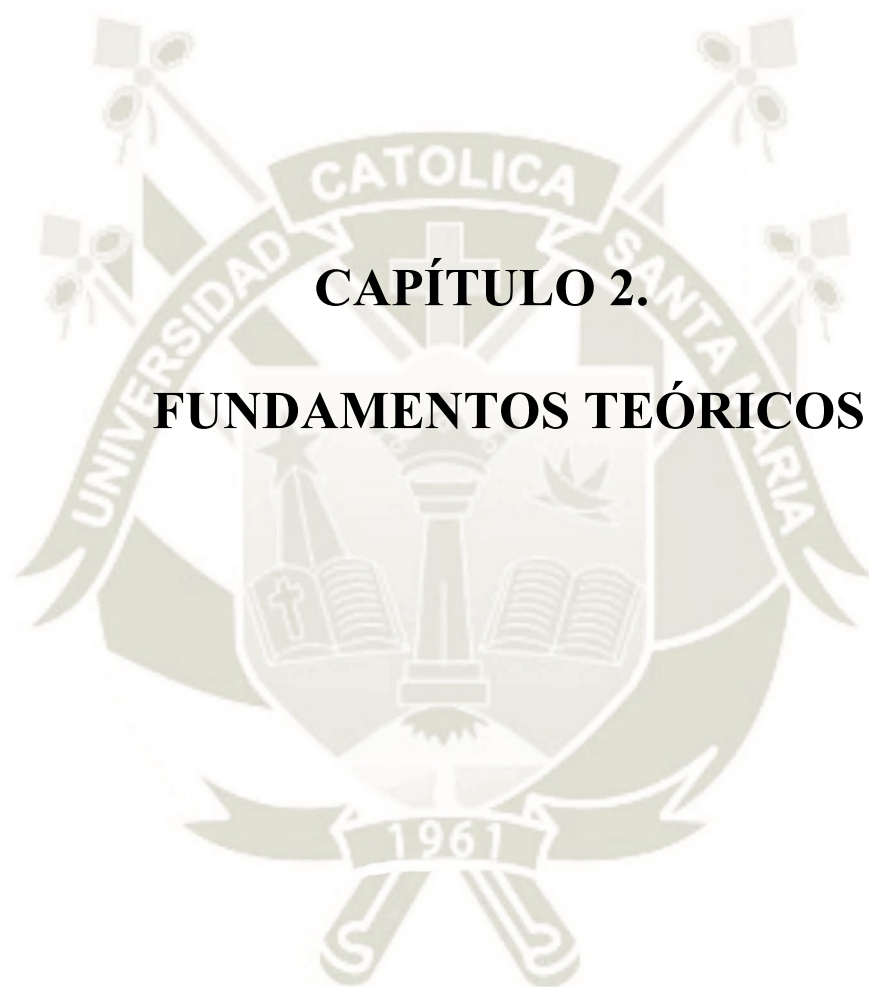 CATOLICA
UNIVERSIDAD
SANTA MARIA
CAPÍTULO 2.
FUNDAMENTOS TEÓRICOS
1961